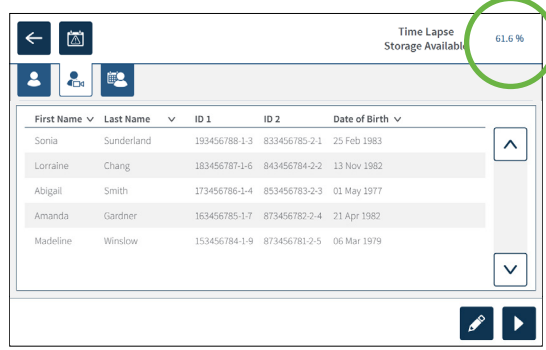 Time Lapse
Storage Available 61.6 %
First Name Last Name ID 1 ID 2 Date of Birth
Sonia Sunderland 193456788-1-3 833456785-2-1 25 Feb 1983
Lorraine Chang 183456787-1-6 843456784-2-2 13 Nov 1982
Abigail Smith 173456786-1-4 853456783-2-3 01 May 1977
Amanda Gardner 163456785-1-7 873456782-2-4 21 Apr 1982
Madeline Winslow 153456784-1-9 873456781-2-5 06 Mar 1979